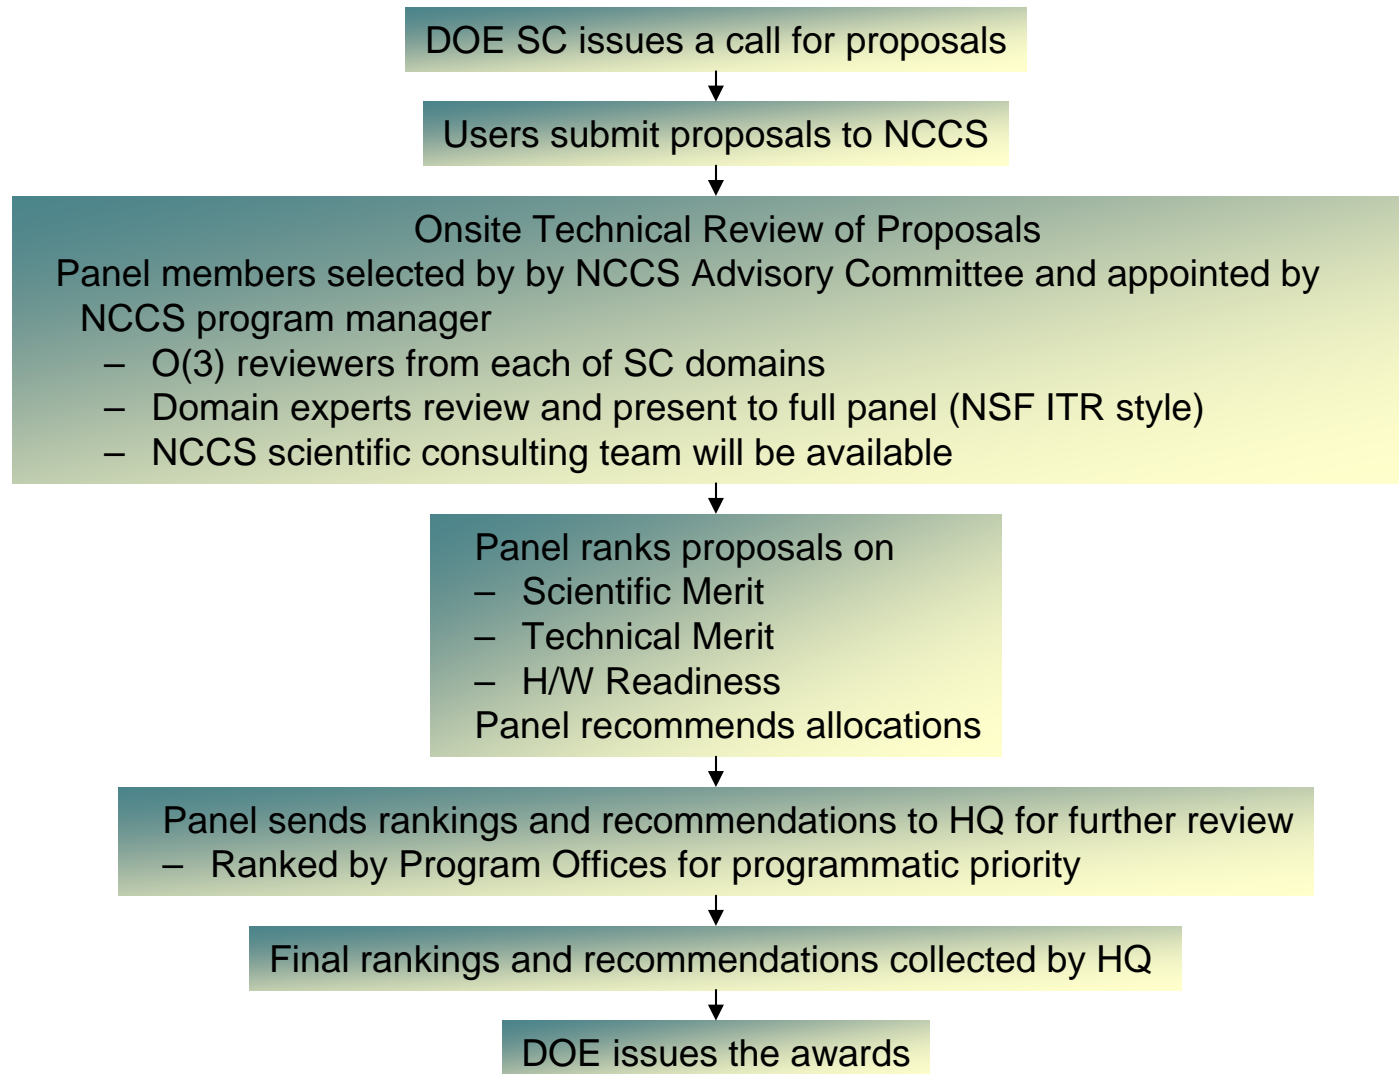 DOE SC issues a call for proposals
Users submit proposals to NCCS
Onsite Technical Review of Proposals
Panel members selected by by NCCS Advisory Committee and appointed by
NCCS program manager
– O(3) reviewers from each of SC domains
– Domain experts review and present to full panel (NSF ITR style)
– NCCS scientific consulting team will be available
Panel ranks proposals on
– Scientific Merit
– Technical Merit
– H/W Readiness
Panel recommends allocations
Panel sends rankings and recommendations to HQ for further review
– Ranked by Program Offices for programmatic priority
Final rankings and recommendations collected by HQ
DOE issues the awards